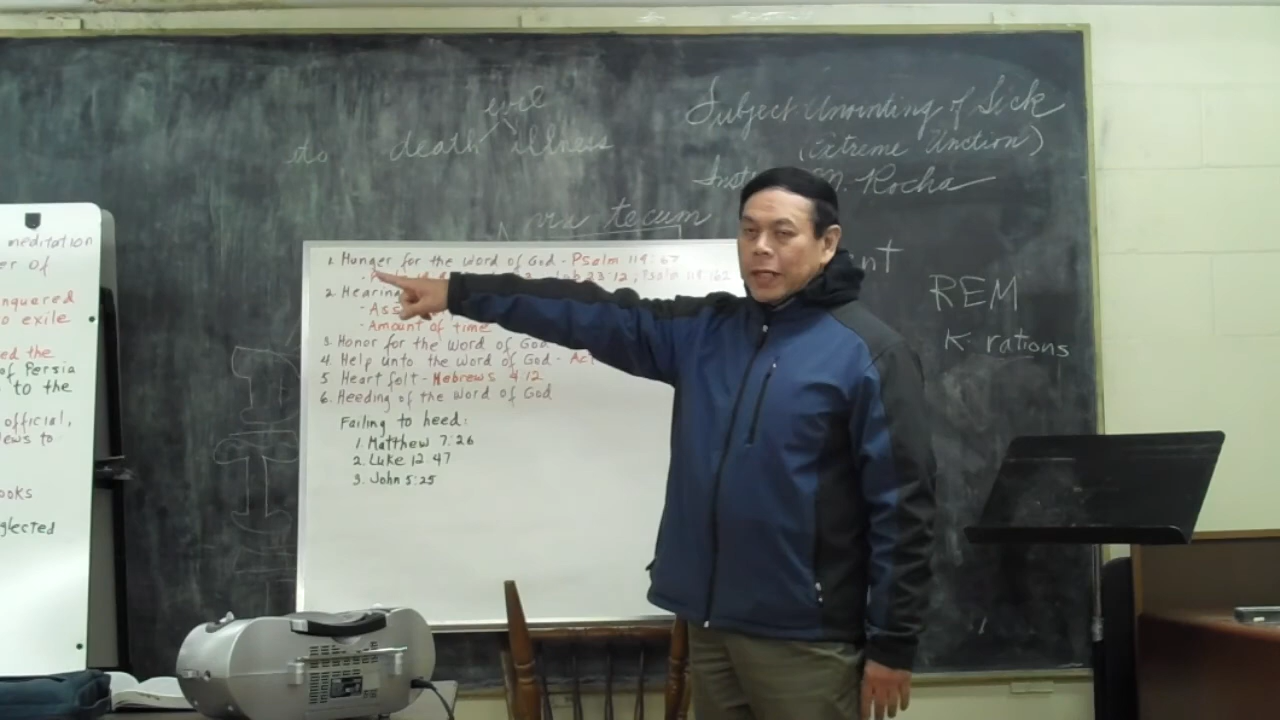 evil
to death illness
Subject Unointing of Sick
(Extreme Unction)
M. Rocha
tecum
REM
K. rations
meditation
er of
nquered
o exile
ed the
of Persia
to the
official,
ews to
ooks
glected
1. Hunger for the word of God - Psalm 119:67
23:12; Psalm 119:162
2. Hearing
- Ass
- Amount of time
3. Honor for the word of God
4. Help unto the word of God - Act
5 Heart felt - Hebrews 4:12
6. Heeding of the word of God
Failing to heed:
1. Matthew 7:26
2. Luke 12:47
3. John 5:25